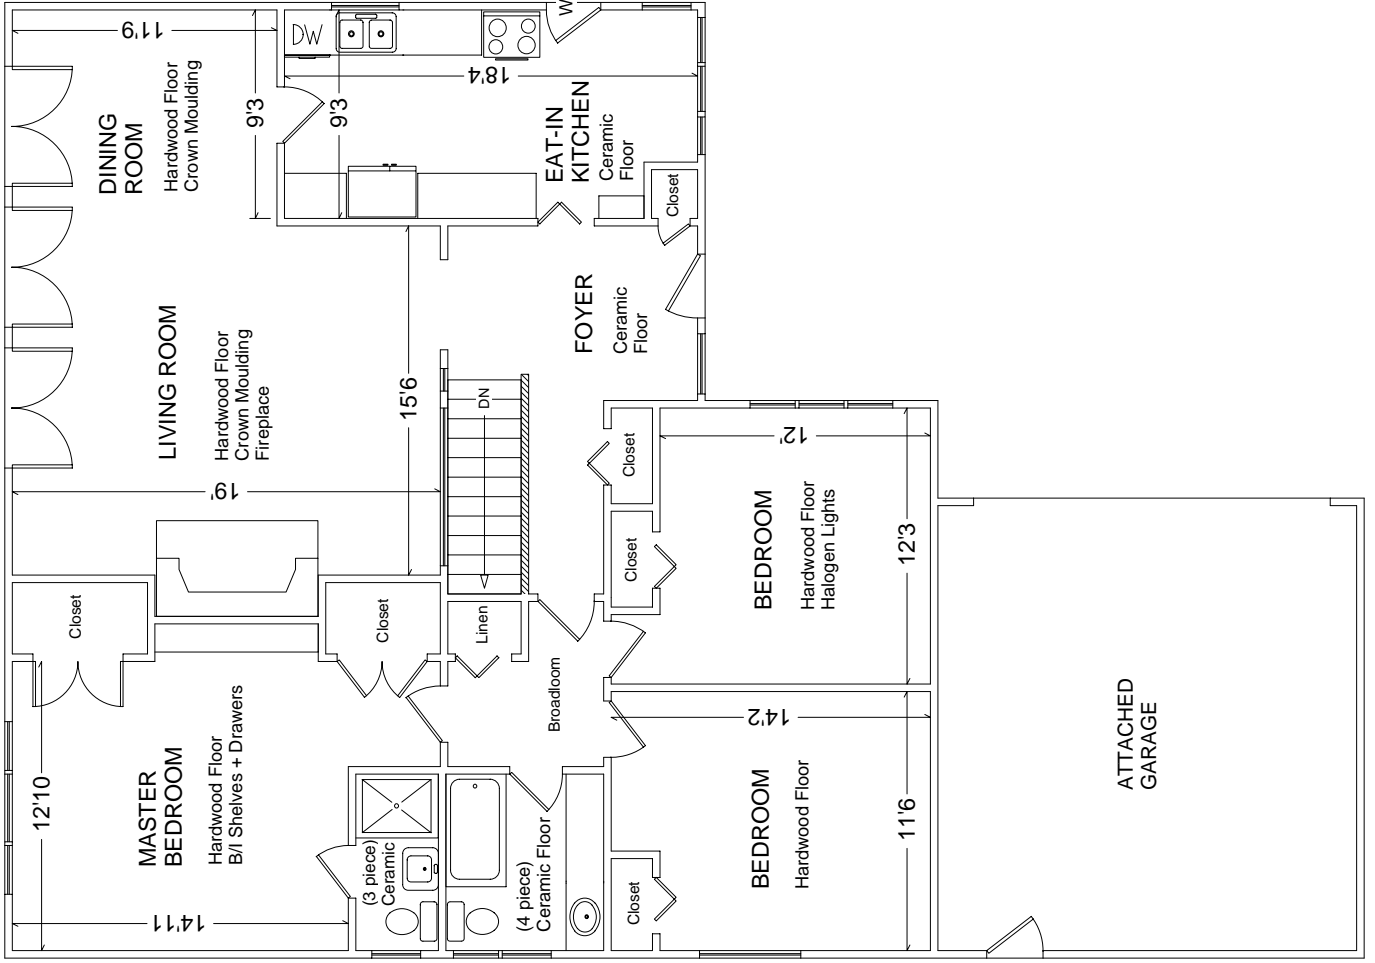 11'9
DW
W
18'4
9'3
9'3
DINING
ROOM
Hardwood Floor
Crown Moulding
EAT-IN
KITCHEN
Ceramic
Floor
Closet
LIVING ROOM
Hardwood Floor
Crown Moulding
Fireplace
15'6
19'
FOYER
Ceramic
Floor
DN
Closet
Closet
12'
BEDROOM
Hardwood Floor
Halogen Lights
12'3
Closet
Closet
Linen
Broadloom
MASTER
BEDROOM
Hardwood Floor
B/I Shelves + Drawers
12'10
14'11
(3 piece)
Ceramic
(4 piece)
Ceramic Floor
14'2
BEDROOM
Hardwood Floor
11'6
Closet
ATTACHED
GARAGE